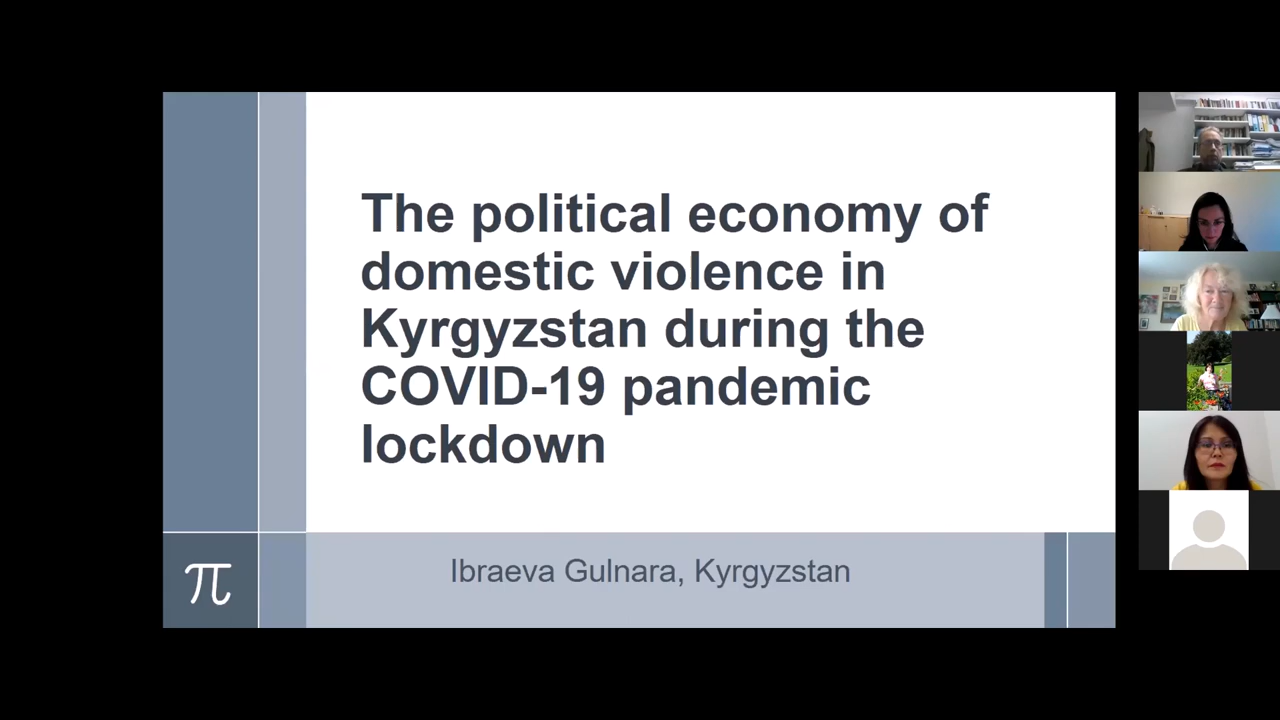 The political economy of
domestic violence in
Kyrgyzstan during the
COVID-19 pandemic
lockdown
π
Ibraeva Gulnara, Kyrgyzstan